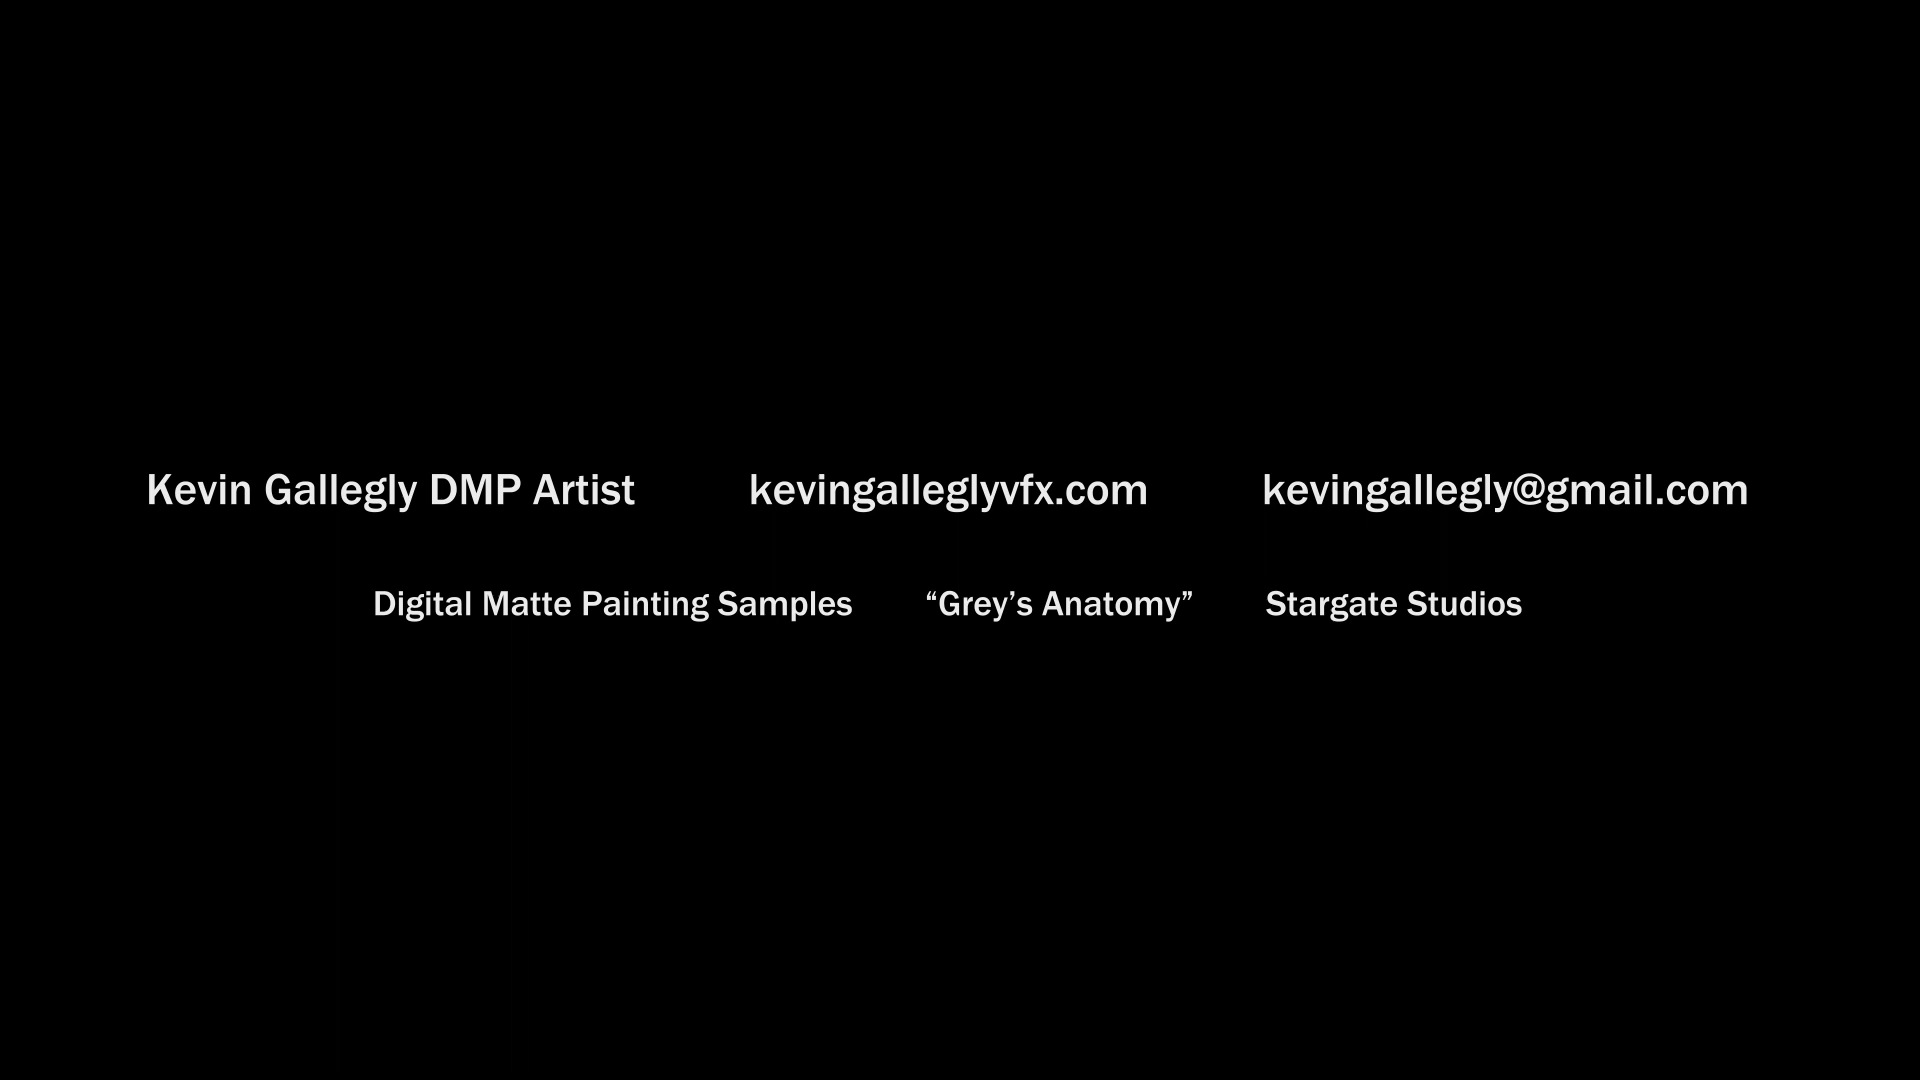 Kevin Gallegly DMP Artist kevingalleglyvfx.com kevingallegly@gmail.com
Digital Matte Painting Samples “Grey’s Anatomy” Stargate Studios